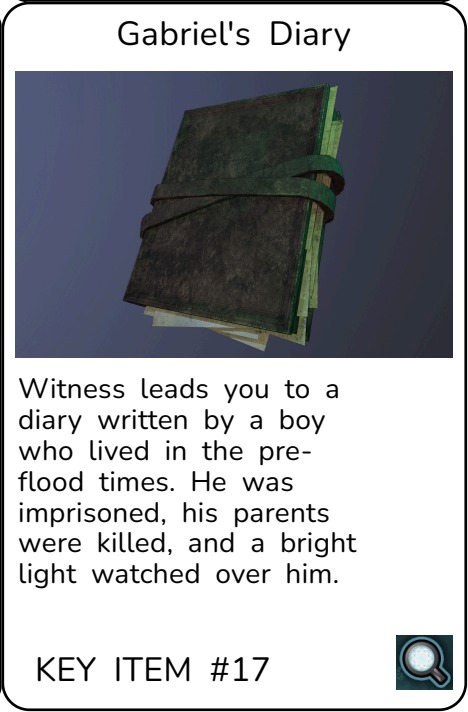 Gabriel's Diary
Witness leads you to a
diary written by a boy
who lived in the pre-
flood times. He was
imprisoned, his parents
were killed, and a bright
light watched over him.
KEY ITEM #17